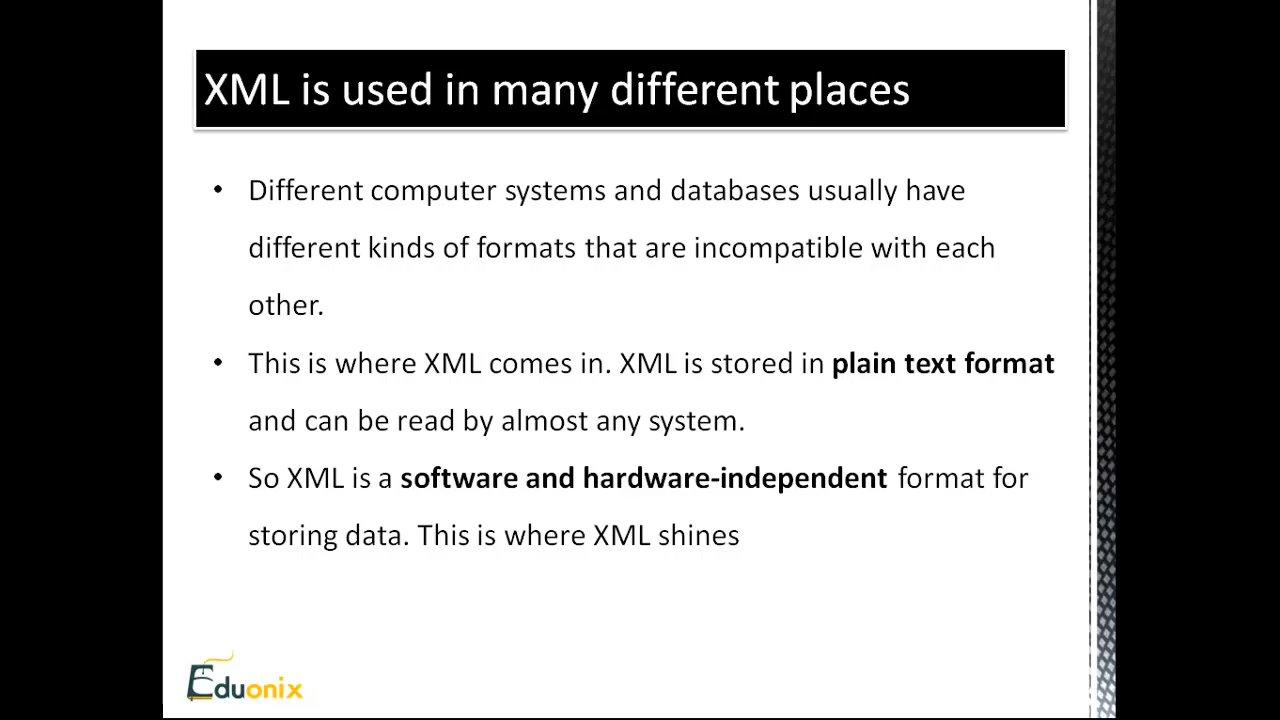 XML is used in many different places
• Different computer systems and databases usually have
different kinds of formats that are incompatible with each
other.
• This is where XML comes in. XML is stored in plain text format
and can be read by almost any system.
• So XML is a software and hardware-independent format for
storing data. This is where XML shines
Eduonix